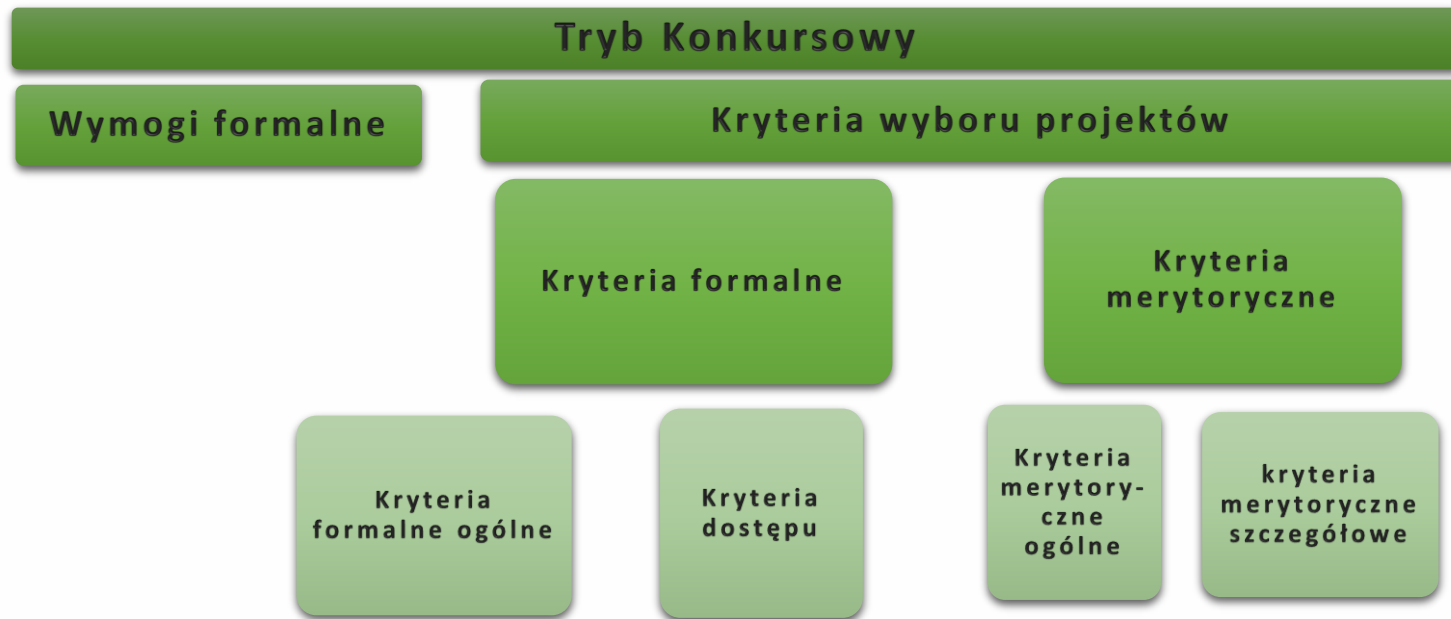 Tryb Konkursowy
Wymogi formalne
Kryteria wyboru projektów
Kryteria formalne
Kryteria
merytoryczne
Kryteria
formalne ogólne
Kryteria
dostępu
Kryteria
merytory-
czne
ogólne
kryteria
merytoryczne
szczegółowe